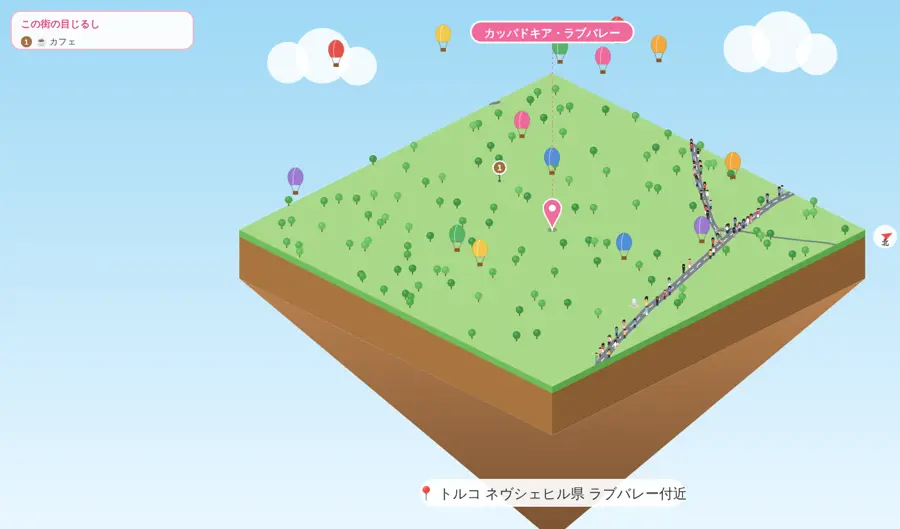 カッパドキア・ラブバレー
この街の目じるし
1 ☕ カフェ
1
北
📍 トルコ ネヴシェヒル県 ラブバレー付近